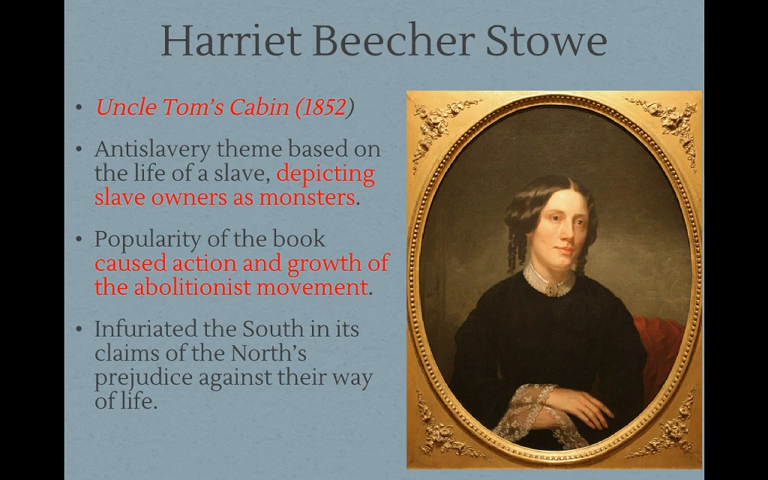 Harriet Beecher Stowe
• Uncle Tom’s Cabin (1852)
• Antislavery theme based on
the life of a slave, depicting
slave owners as monsters.
• Popularity of the book
caused action and growth of
the abolitionist movement.
• Infuriated the South in its
claims of the North’s
prejudice against their way
of life.